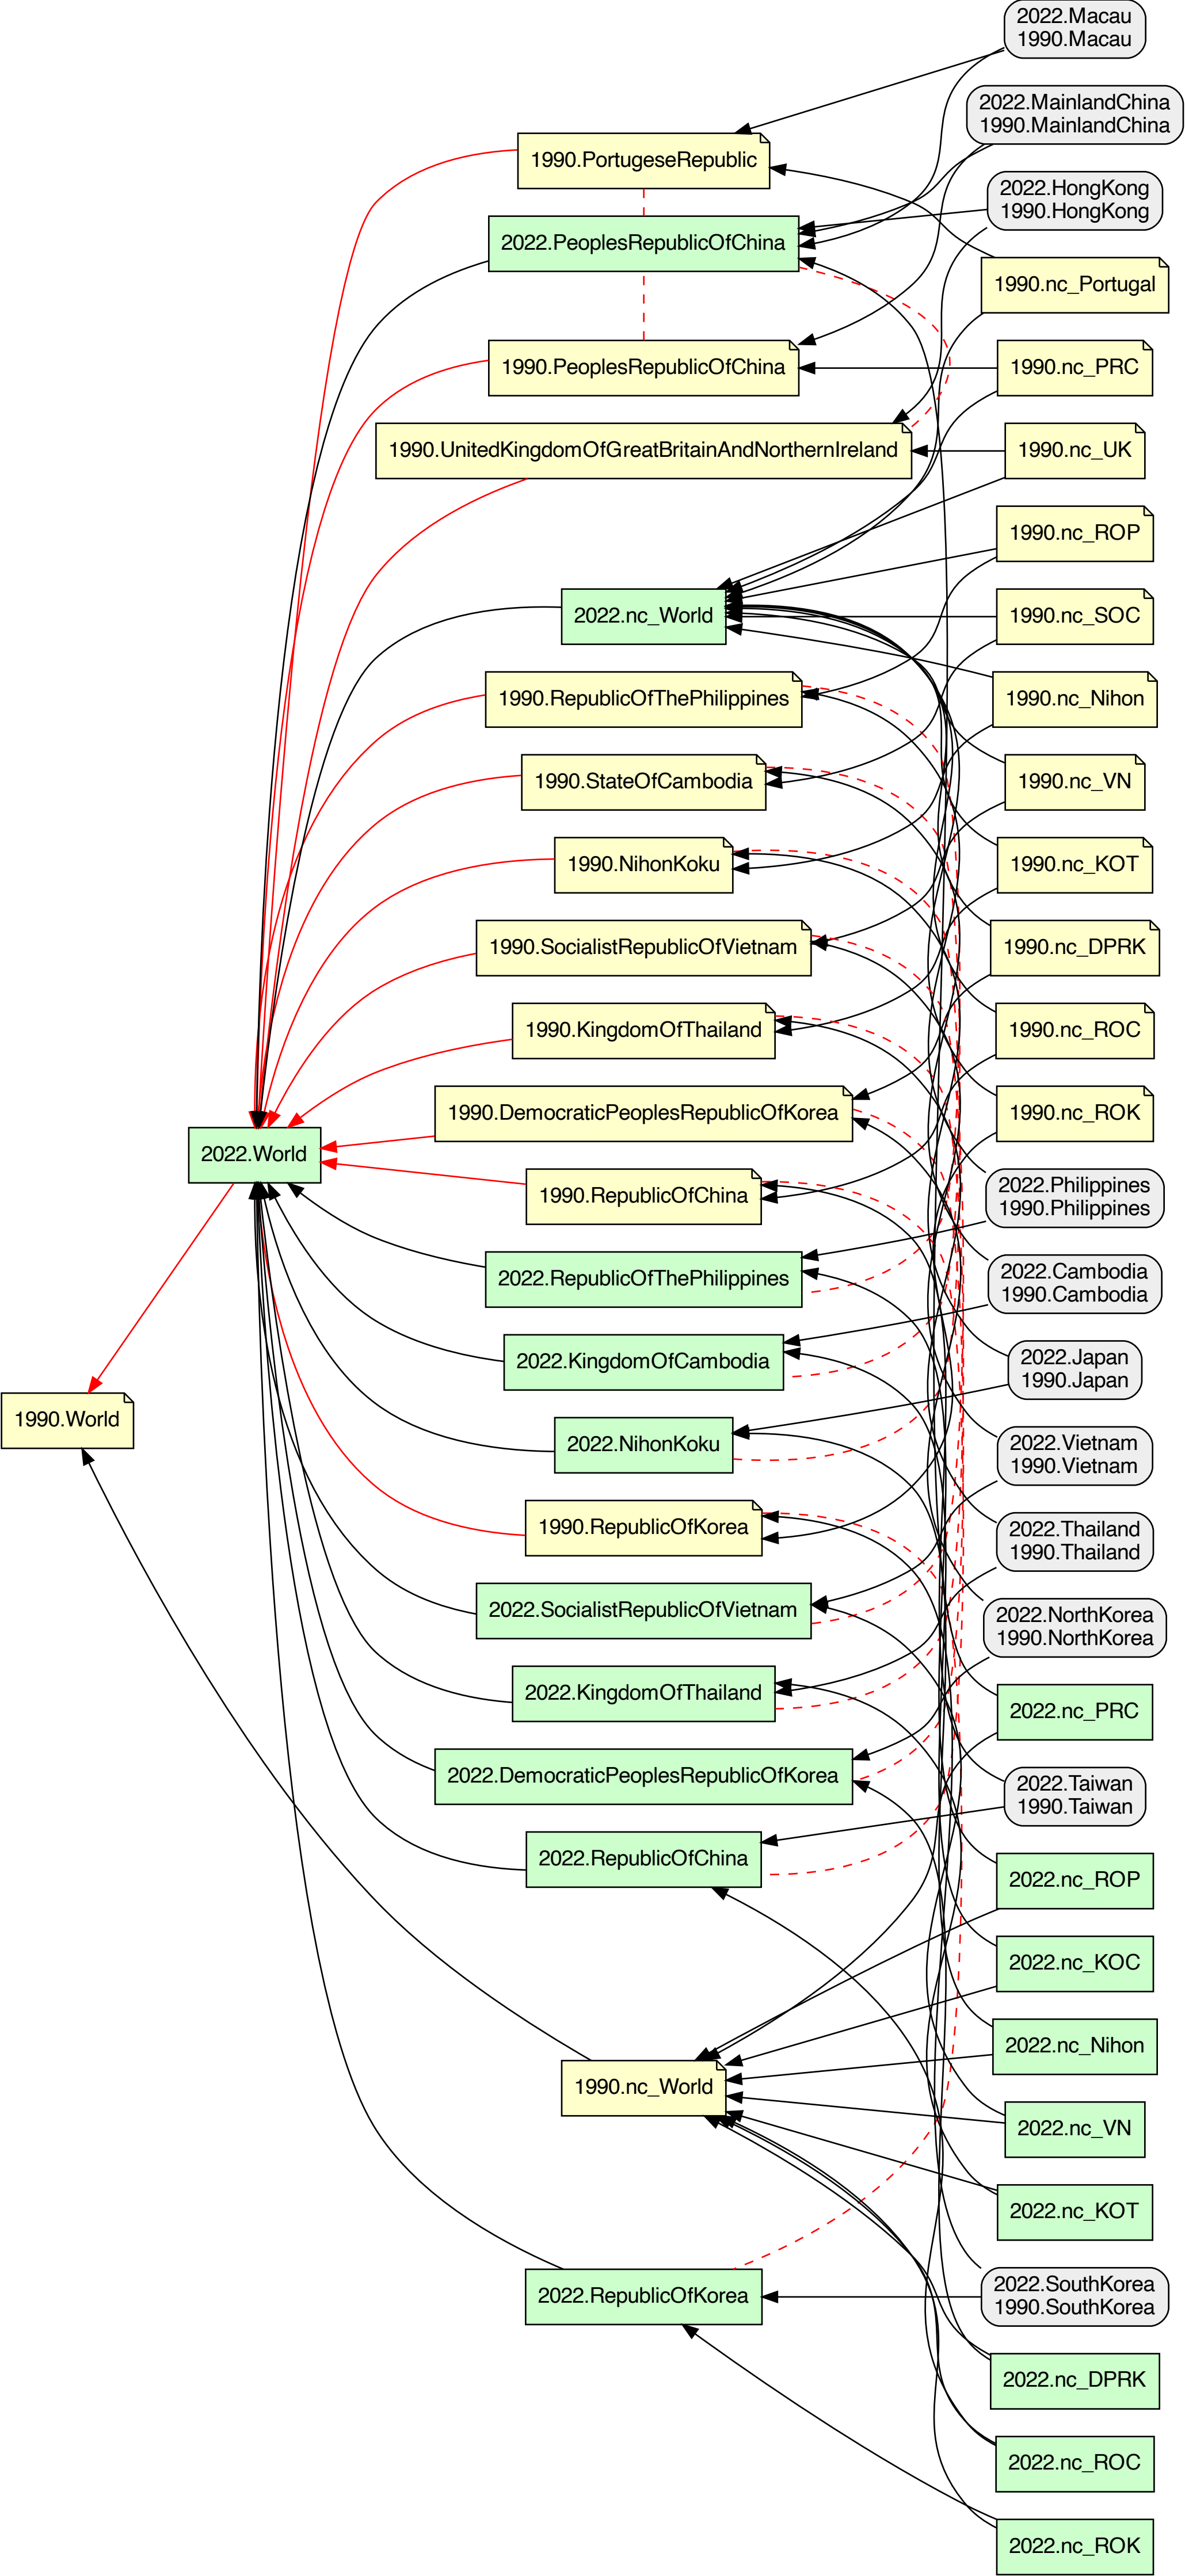 2022.Macau
1990.Macau
2022.MainlandChina
1990.MainlandChina
1990.PortugeseRepublic
2022.HongKong
1990.HongKong
2022.PeoplesRepublicOfChina
1990.nc_Portugal
1990.PeoplesRepublicOfChina
1990.nc_PRC
1990.UnitedKingdomOfGreatBritainAndNorthernIreland
1990.nc_UK
1990.nc_ROP
2022.nc_World
1990.nc_SOC
1990.RepublicOfThePhilippines
1990.nc_Nihon
1990.StateOfCambodia
1990.nc_VN
1990.NihonKoku
1990.nc_KOT
1990.SocialistRepublicOfVietnam
1990.nc_DPRK
1990.KingdomOfThailand
1990.nc_ROC
1990.DemocraticPeoplesRepublicOfKorea
1990.nc_ROK
2022.World
1990.RepublicOfChina
2022.Philippines
1990.Philippines
2022.RepublicOfThePhilippines
2022.Cambodia
1990.Cambodia
2022.KingdomOfCambodia
2022.Japan
1990.Japan
1990.World
2022.NihonKoku
2022.Vietnam
1990.Vietnam
1990.RepublicOfKorea
2022.Thailand
1990.Thailand
2022.SocialistRepublicOfVietnam
2022.NorthKorea
1990.NorthKorea
2022.KingdomOfThailand
2022.nc_PRC
2022.DemocraticPeoplesRepublicOfKorea
2022.Taiwan
1990.Taiwan
2022.RepublicOfChina
2022.nc_ROP
2022.nc_KOC
2022.nc_Nihon
1990.nc_World
2022.nc_VN
2022.nc_KOT
2022.RepublicOfKorea
2022.SouthKorea
1990.SouthKorea
2022.nc_DPRK
2022.nc_ROC
2022.nc_ROK